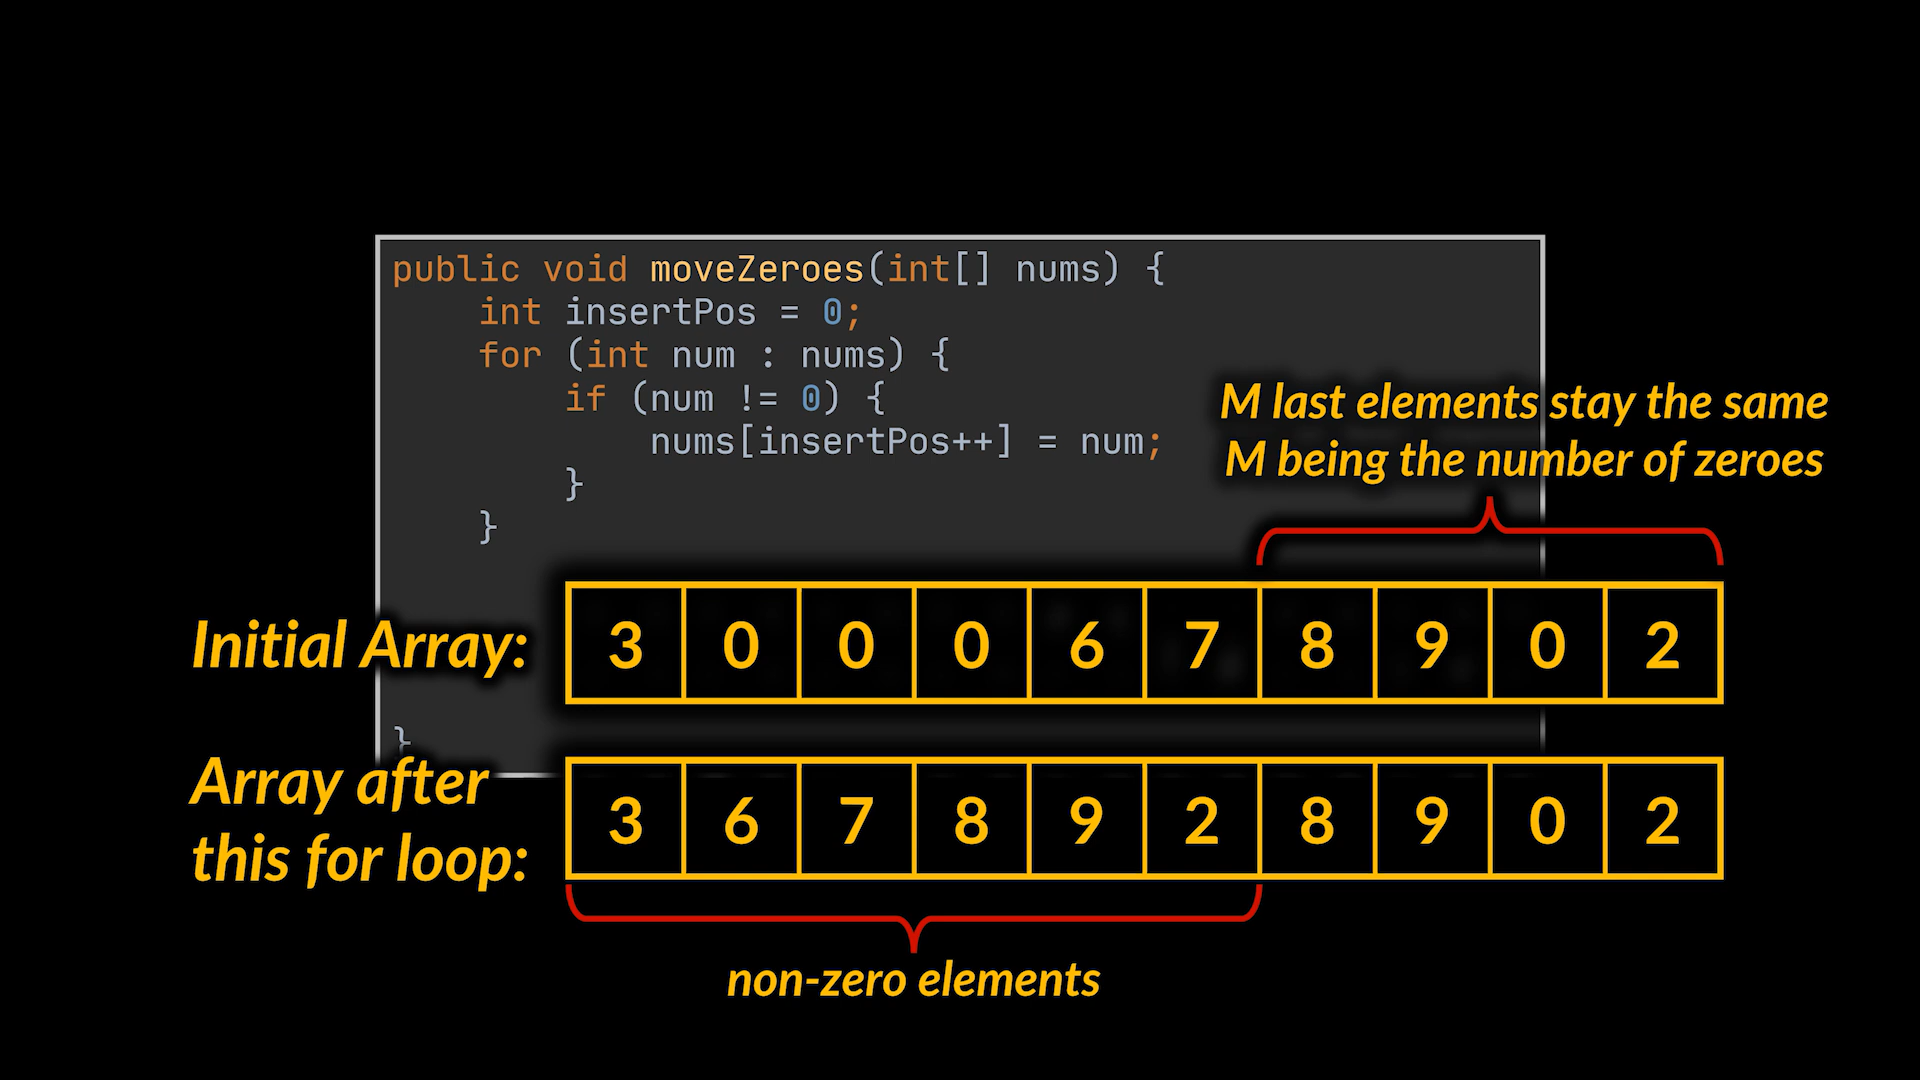 public void moveZeroes(int[] nums) {
int insertPos = 0;
for (int num : nums) {
if (num != 0) {
nums[insertPos++] = num;
}
}
}
M last elements stay the same
M being the number of zeroes
Initial Array:
3 0 0 0 6 7 8 9 0 2
Array after
this for loop:
3 6 7 8 9 2 8 9 0 2
non-zero elements